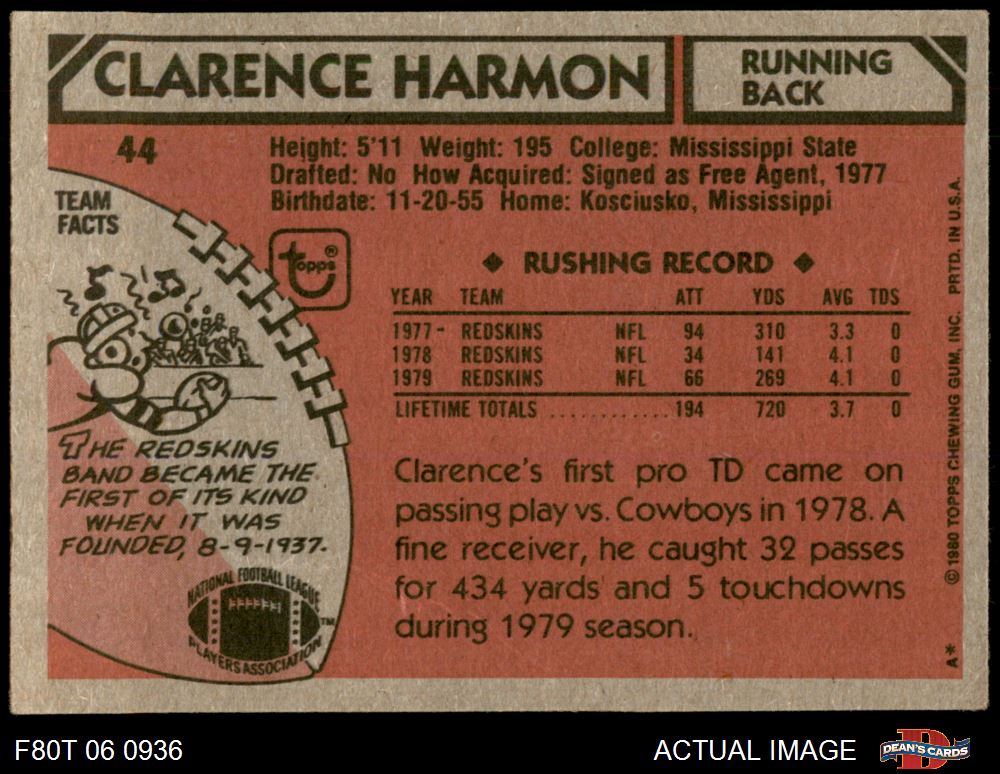 CLARENCE HARMON
RUNNING
BACK
44
Height: 5'11 Weight: 195 College: Mississippi State
Drafted: No How Acquired: Signed as Free Agent, 1977
Birthdate: 11-20-55 Home: Kosciusko, Mississippi
TEAM
FACTS
topps®
◆ RUSHING RECORD ◆
YEAR TEAM ATT YDS AVG TDS
1977- REDSKINS NFL 94 310 3.3 0
1978 REDSKINS NFL 34 141 4.1 0
1979 REDSKINS NFL 66 269 4.1 0
LIFETIME TOTALS ............ 194 720 3.7 0
THE REDSKINS
BAND BECAME THE
FIRST OF ITS KIND
WHEN IT WAS
FOUNDED, 8-9-1937.
NATIONAL FOOTBALL LEAGUE
PLAYERS ASSOCIATION
TM
Clarence's first pro TD came on
passing play vs. Cowboys in 1978. A
fine receiver, he caught 32 passes
for 434 yards and 5 touchdowns
during 1979 season.
A* © 1980 TOPPS CHEWING GUM, INC. PRTD. IN U.S.A.
F80T 06 0936
ACTUAL IMAGE
DEAN'S CARDS